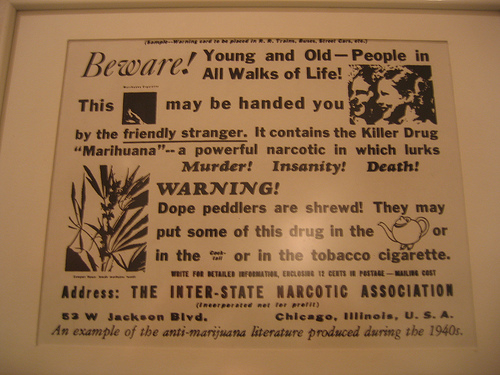 (Sample—Warning card to be placed in R. R. Trains, Buses, Street Cars, etc.)
Beware! Young and Old—People in
All Walks of Life!
This may be handed you
by the friendly stranger. It contains the Killer Drug
"Marihuana"--a powerful narcotic in which lurks
Murder! Insanity! Death!
WARNING!
Dope peddlers are shrewd! They may
put some of this drug in the or
in the Cock-
tail or in the tobacco cigarette.
WRITE FOR DETAILED INFORMATION, ENCLOSING 12 CENTS IN POSTAGE—MAILING COST
Address: THE INTER-STATE NARCOTIC ASSOCIATION
(Incorporated not for profit)
53 W Jackson Blvd. Chicago, Illinois, U. S. A.
An example of the anti-marijuana literature produced during the 1940s.